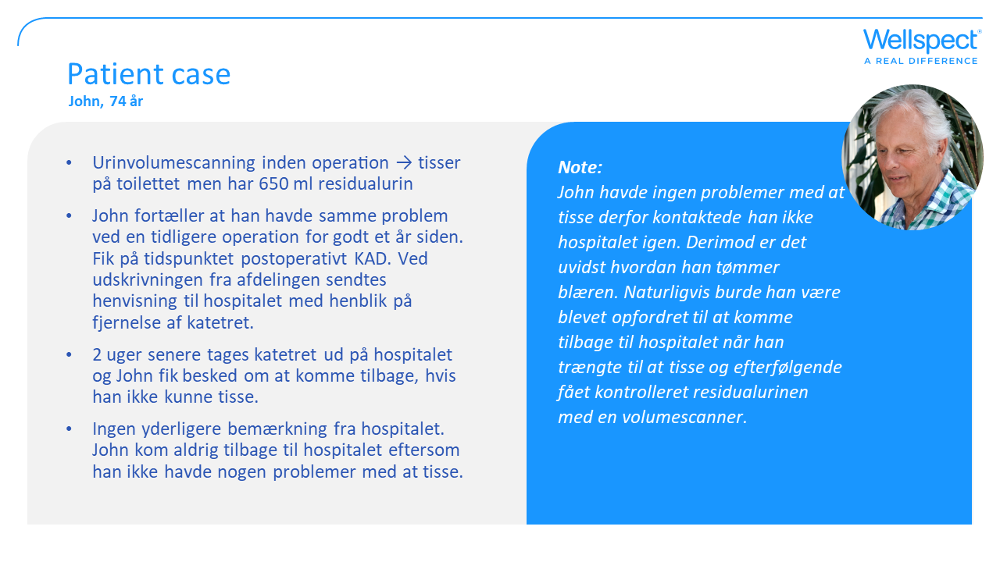 Wellspect®
A REAL DIFFERENCE
Patient case
John, 74 år
• Urinvolumescanning inden operation → tisser
på toilettet men har 650 ml residualurin
• John fortæller at han havde samme problem
ved en tidligere operation for godt et år siden.
Fik på tidspunktet postoperativt KAD. Ved
udskrivningen fra afdelingen sendtes
henvisning til hospitalet med henblik på
fjernelse af katetret.
• 2 uger senere tages katetret ud på hospitalet
og John fik besked om at komme tilbage, hvis
han ikke kunne tisse.
• Ingen yderligere bemærkning fra hospitalet.
John kom aldrig tilbage til hospitalet eftersom
han ikke havde nogen problemer med at tisse.
Note:
John havde ingen problemer med at
tisse derfor kontaktede han ikke
hospitalet igen. Derimod er det
uvidst hvordan han tømmer
blæren. Naturligvis burde han være
blevet opfordret til at komme
tilbage til hospitalet når han
trængte til at tisse og efterfølgende
fået kontrolleret residualurinen
med en volumescanner.